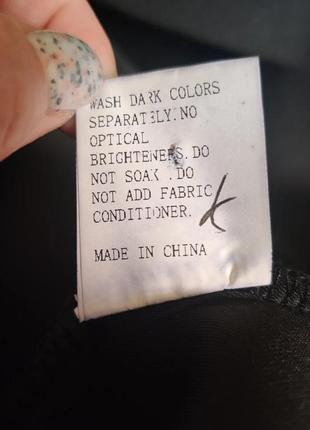 WASH DARK COLORS
SEPARATELY.NO
OPTICAL
BRIGHTENERS.DO
NOT SOAK .DO
NOT ADD FABRIC
CONDITIONER.
MADE IN CHINA